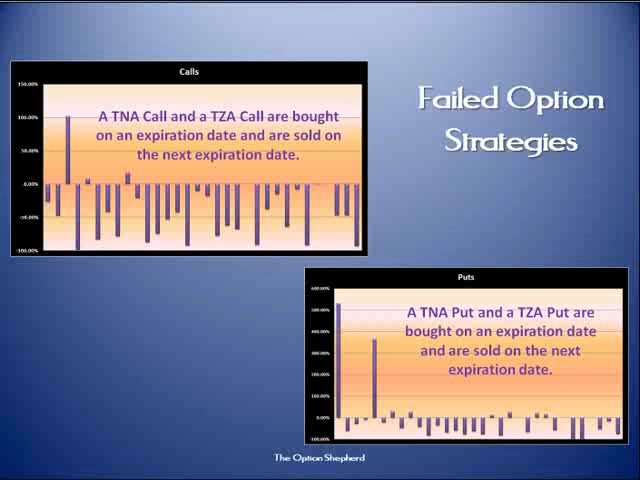 Failed Option
Strategies
Calls
150.00%
100.00%
50.00%
0.00%
-50.00%
-100.00%
A TNA Call and a TZA Call are bought
on an expiration date and are sold on
the next expiration date.
Puts
600.00%
500.00%
400.00%
300.00%
200.00%
100.00%
0.00%
-100.00%
A TNA Put and a TZA Put are
bought on an expiration date
and are sold on the next
expiration date.
The Option Shepherd